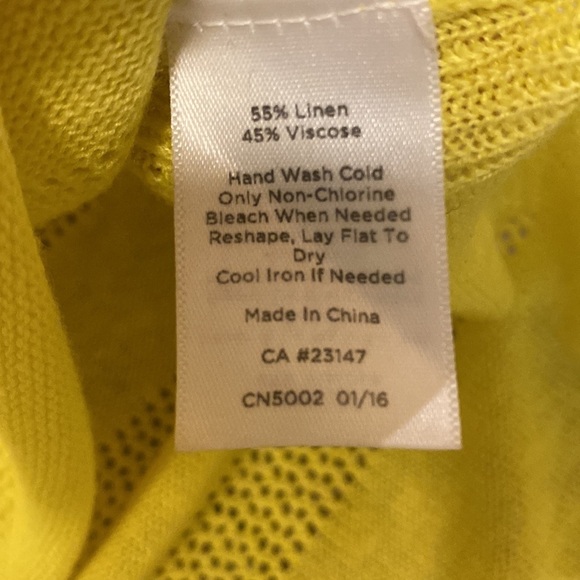 55% Linen
45% Viscose
Hand Wash Cold
Only Non-Chlorine
Bleach When Needed
Reshape, Lay Flat To
Dry
Cool Iron If Needed
Made In China
CA #23147
CN5002 01/16